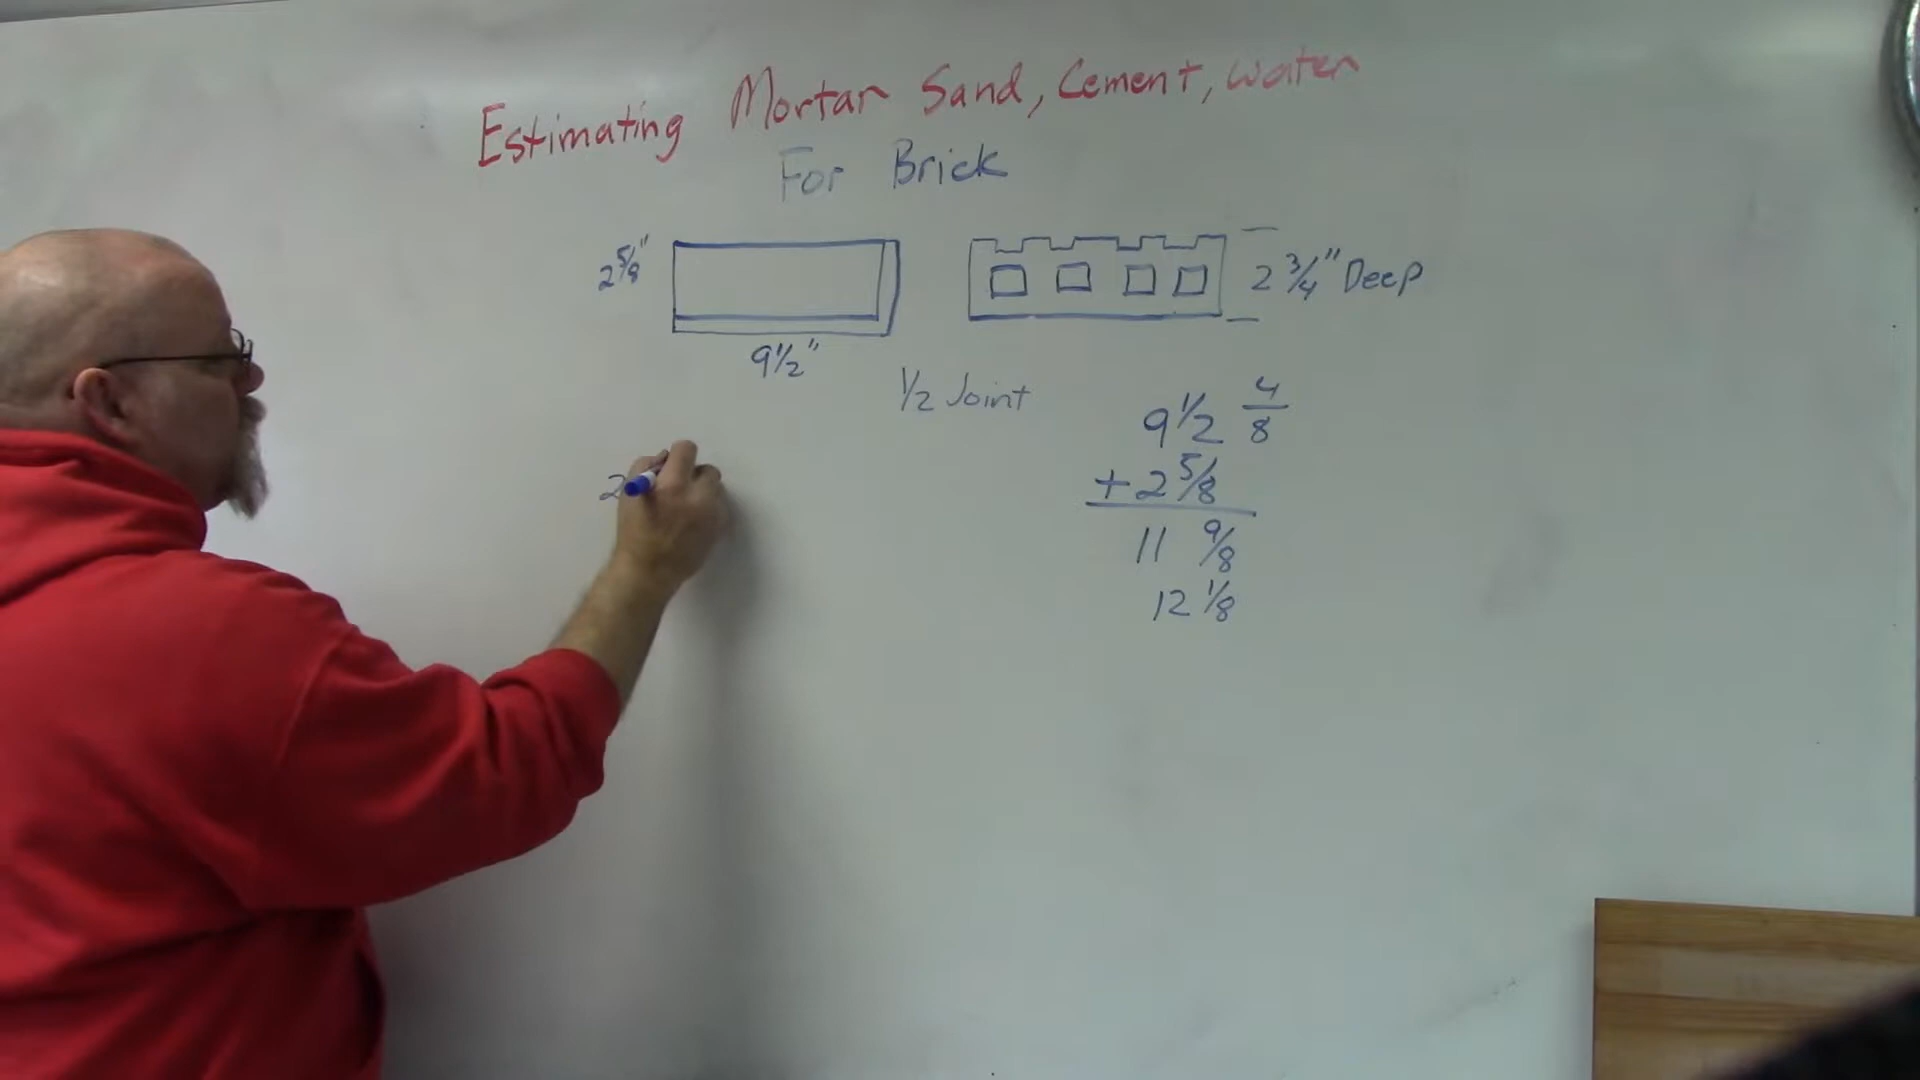 Estimating Mortar Sand, Cement, Water
For Brick
2 5/8"
2 3/4" Deep
9 1/2"
1/2 Joint
9 1/2 4/8
+ 2 5/8
11 9/8
12 1/8
2